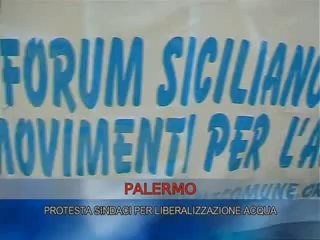 FORUM SICILIANO
MOVIMENTI PER L'A
PALERMO
PROTESTA SINDACI PER LIBERALIZZAZIONE ACQUA